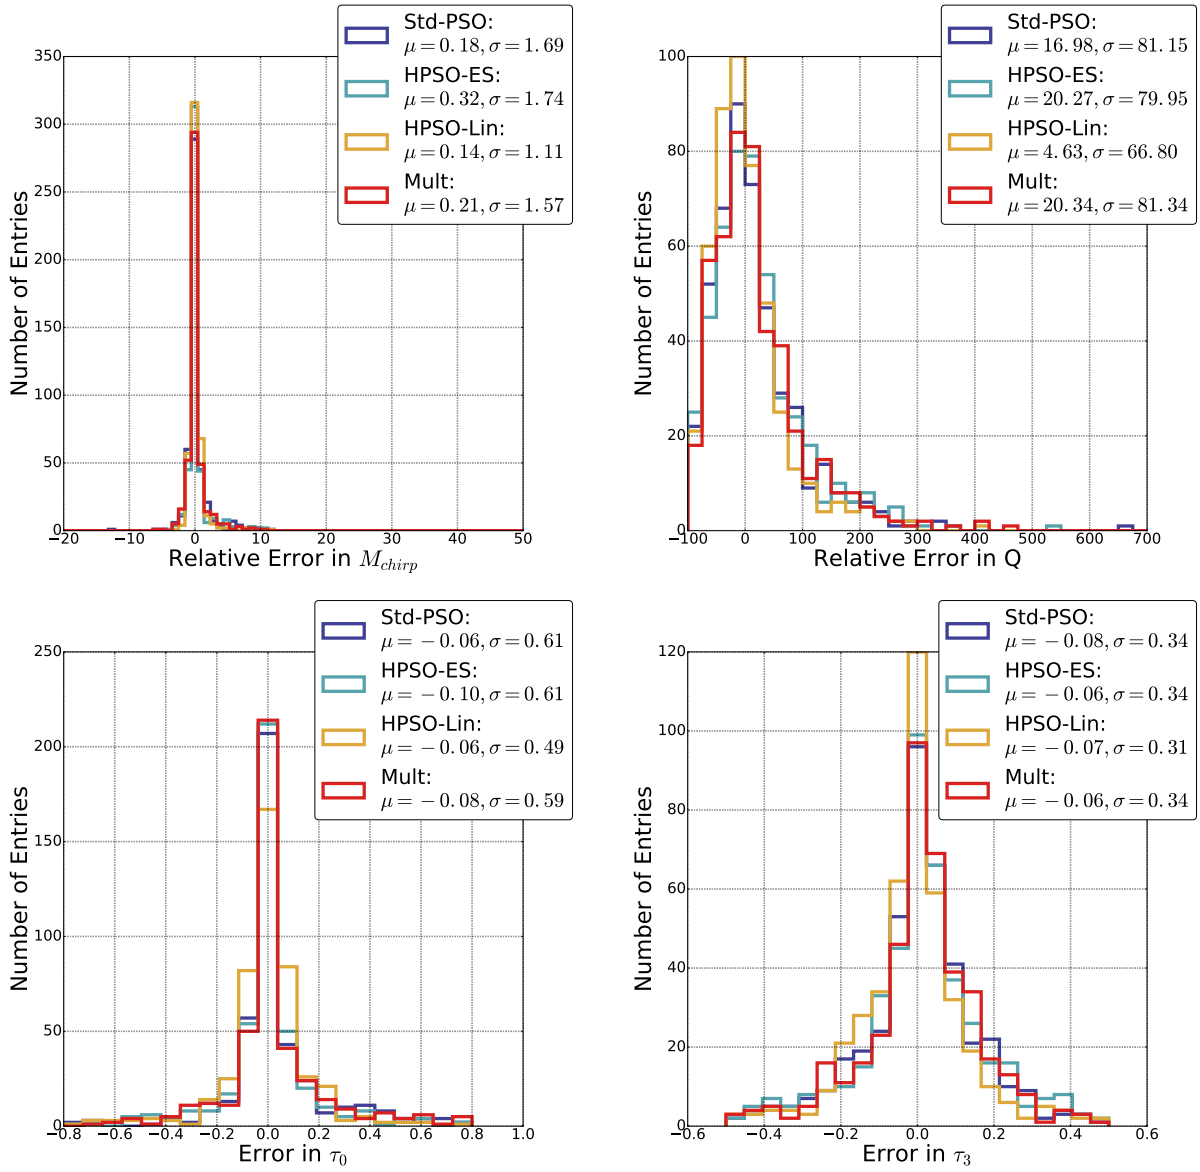 Std-PSO:
μ=0.18, σ=1.69
HPSO-ES:
μ=0.32, σ=1.74
HPSO-Lin:
μ=0.14, σ=1.11
Mult:
μ=0.21, σ=1.57
350
300
250
200
150
100
50
0
Number of Entries
−20 −10 0 10 20 30 40 50
Relative Error in M_chirp
Std-PSO:
μ=16.98, σ=81.15
HPSO-ES:
μ=20.27, σ=79.95
HPSO-Lin:
μ=4.63, σ=66.80
Mult:
μ=20.34, σ=81.34
100
80
60
40
20
0
Number of Entries
−100 0 100 200 300 400 500 600 700
Relative Error in Q
Std-PSO:
μ=−0.06, σ=0.61
HPSO-ES:
μ=−0.10, σ=0.61
HPSO-Lin:
μ=−0.06, σ=0.49
Mult:
μ=−0.08, σ=0.59
250
200
150
100
50
0
Number of Entries
−0.8 −0.6 −0.4 −0.2 0.0 0.2 0.4 0.6 0.8 1.0
Error in τ₀
Std-PSO:
μ=−0.08, σ=0.34
HPSO-ES:
μ=−0.06, σ=0.34
HPSO-Lin:
μ=−0.07, σ=0.31
Mult:
μ=−0.06, σ=0.34
120
100
80
60
40
20
0
Number of Entries
−0.6 −0.4 −0.2 0.0 0.2 0.4 0.6
Error in τ₃